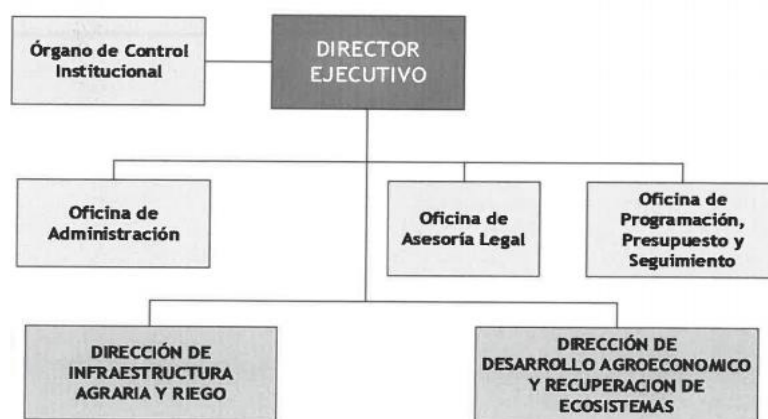 Órgano de Control
Institucional
DIRECTOR
EJECUTIVO
Oficina de
Administración
Oficina de
Asesoría Legal
Oficina de
Programación,
Presupuesto y
Seguimiento
DIRECCIÓN DE
INFRAESTRUCTURA
AGRARIA Y RIEGO
DIRECCIÓN DE
DESARROLLO AGROECONOMICO
Y RECUPERACION DE
ECOSISTEMAS